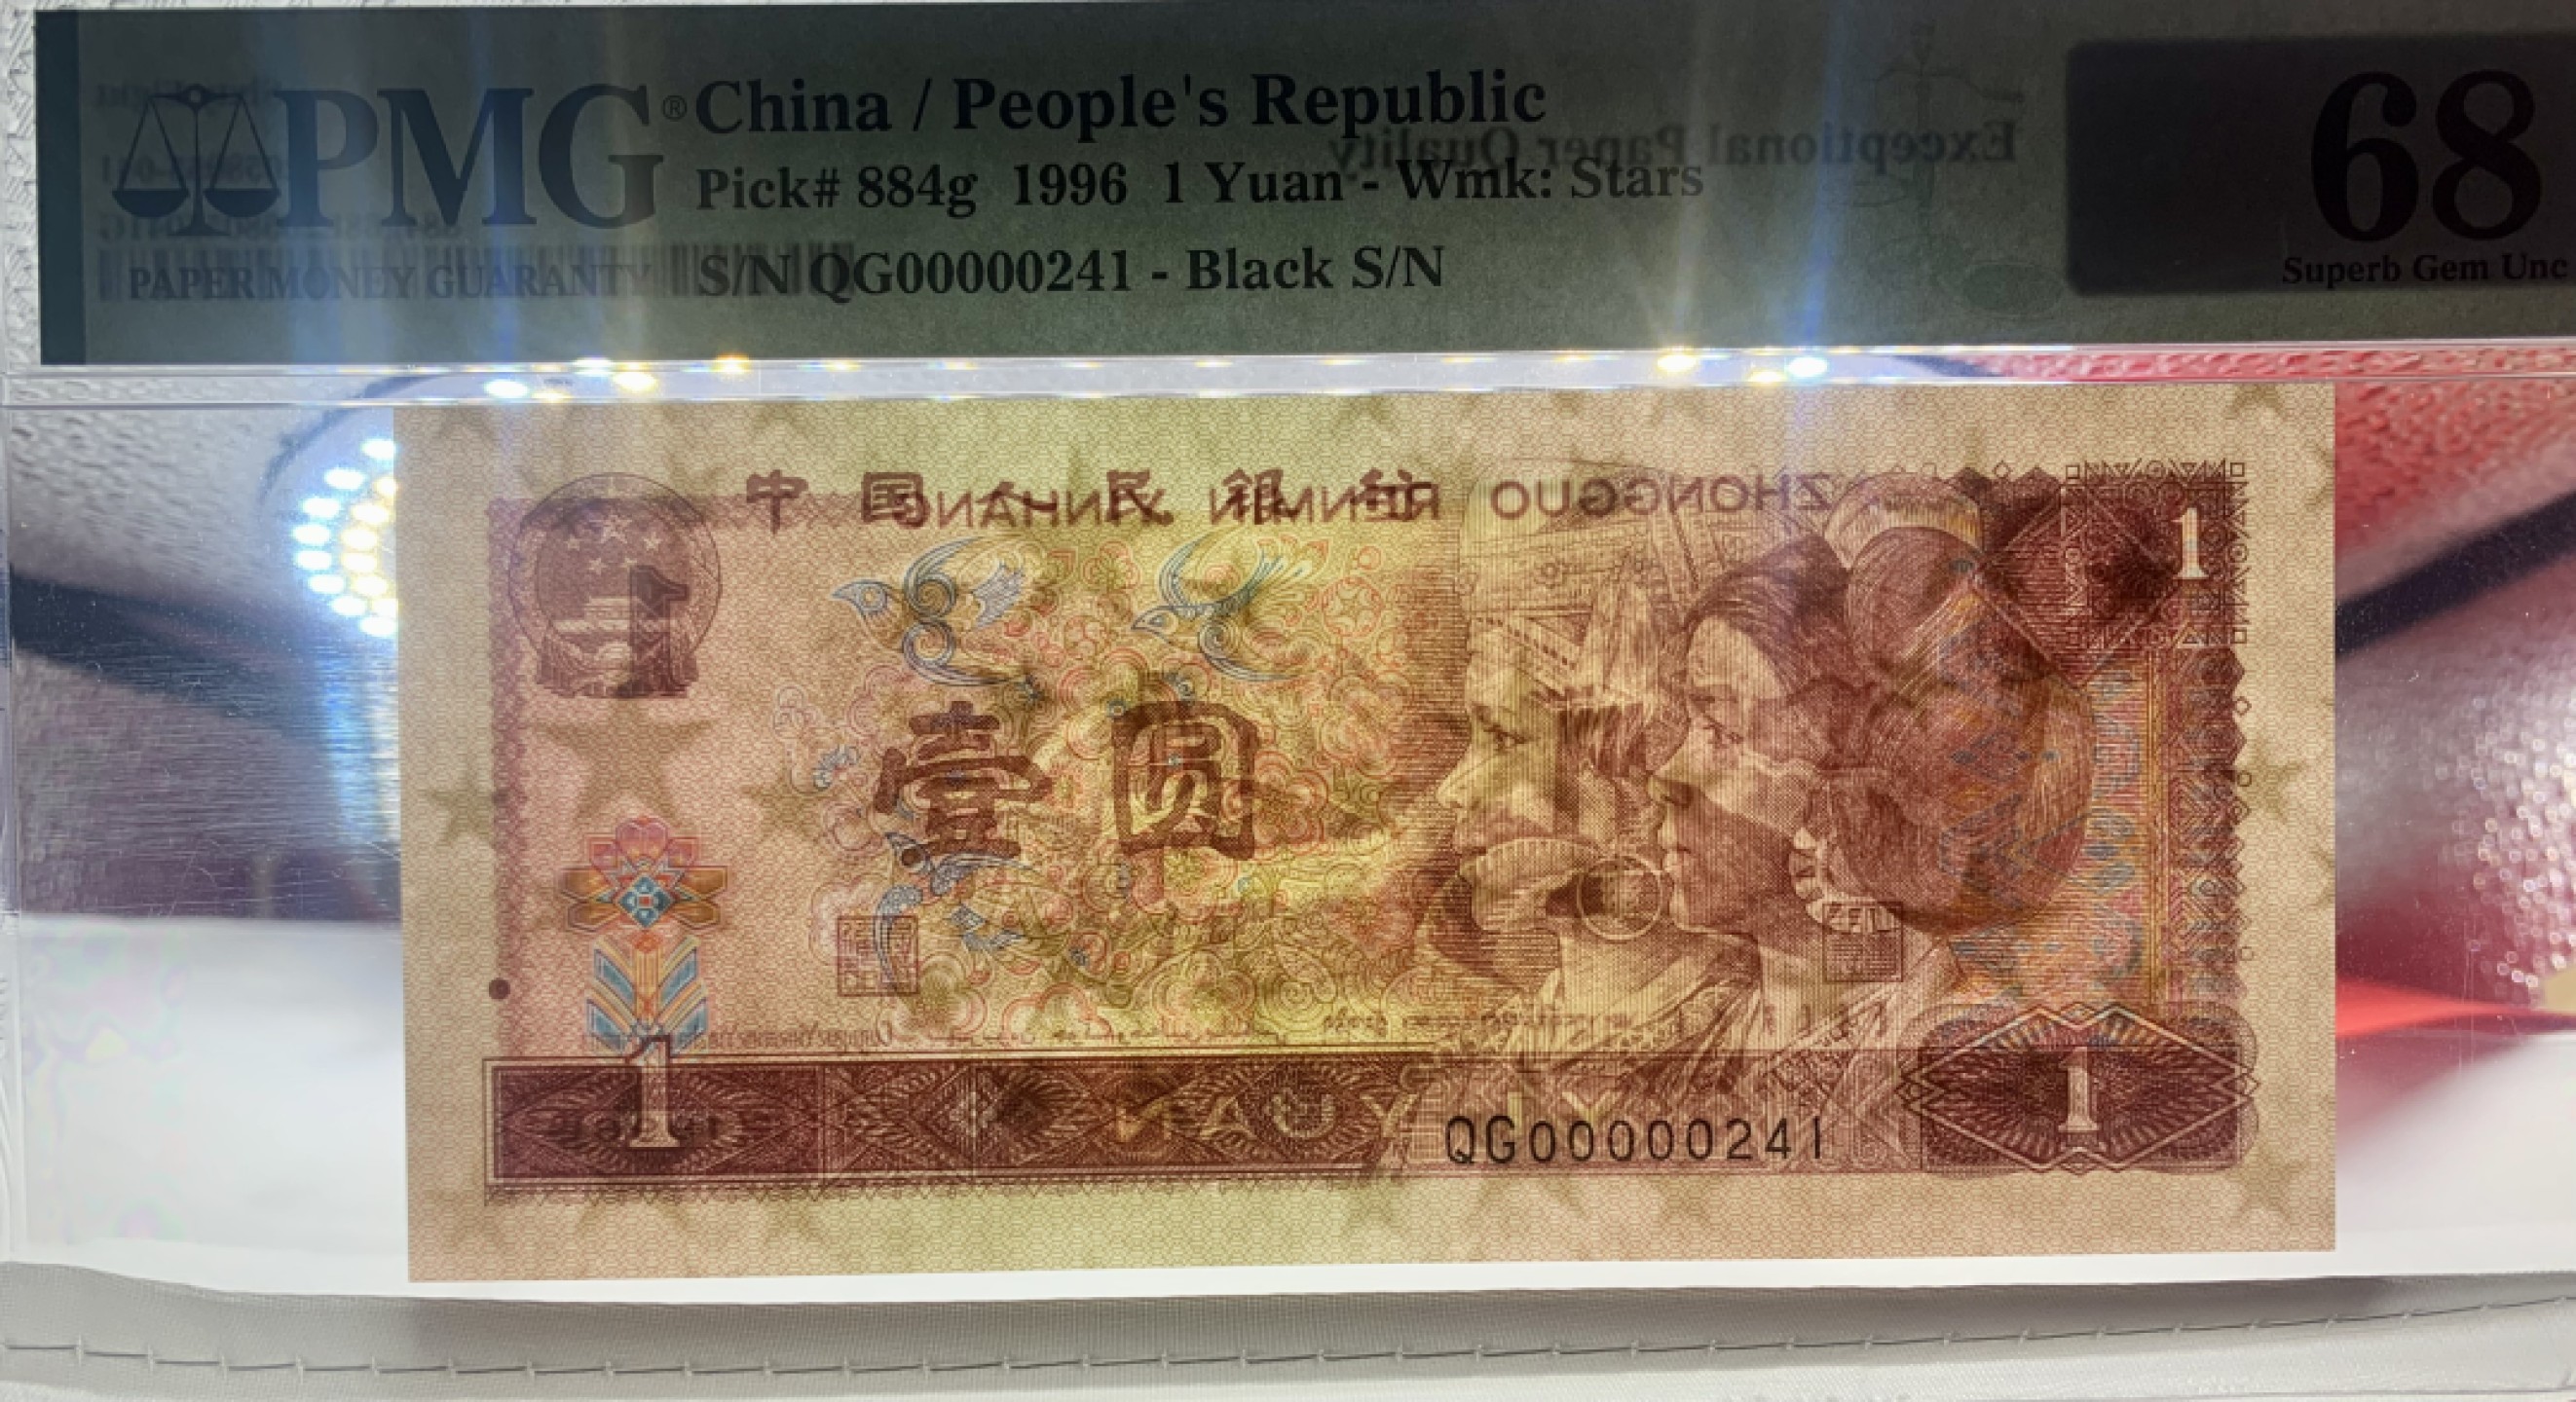 PMG®
PAPER MONEY GUARANTY
China / People's Republic
Pick# 884g 1996 1 Yuan - Wmk: Stars
S/N QG00000241 - Black S/N
68
Superb Gem Unc
Exceptional Paper Quality
中国人民银行
ZHONGGUO RENMIN YINHANG
1
壹圆
1
YI YUAN
QG00000241
1